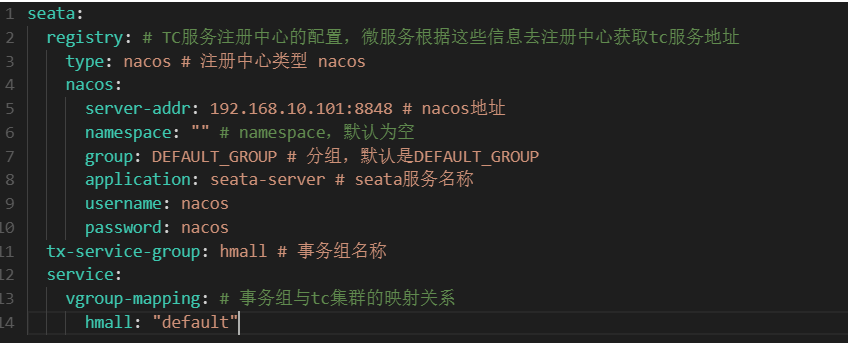 1 seata:
2 registry: # TC服务注册中心的配置，微服务根据这些信息去注册中心获取tc服务地址
3 type: nacos # 注册中心类型 nacos
4 nacos:
5 server-addr: 192.168.10.101:8848 # nacos地址
6 namespace: "" # namespace，默认为空
7 group: DEFAULT_GROUP # 分组，默认是DEFAULT_GROUP
8 application: seata-server # seata服务名称
9 username: nacos
10 password: nacos
11 tx-service-group: hmall # 事务组名称
12 service:
13 vgroup-mapping: # 事务组与tc集群的映射关系
14 hmall: "default"